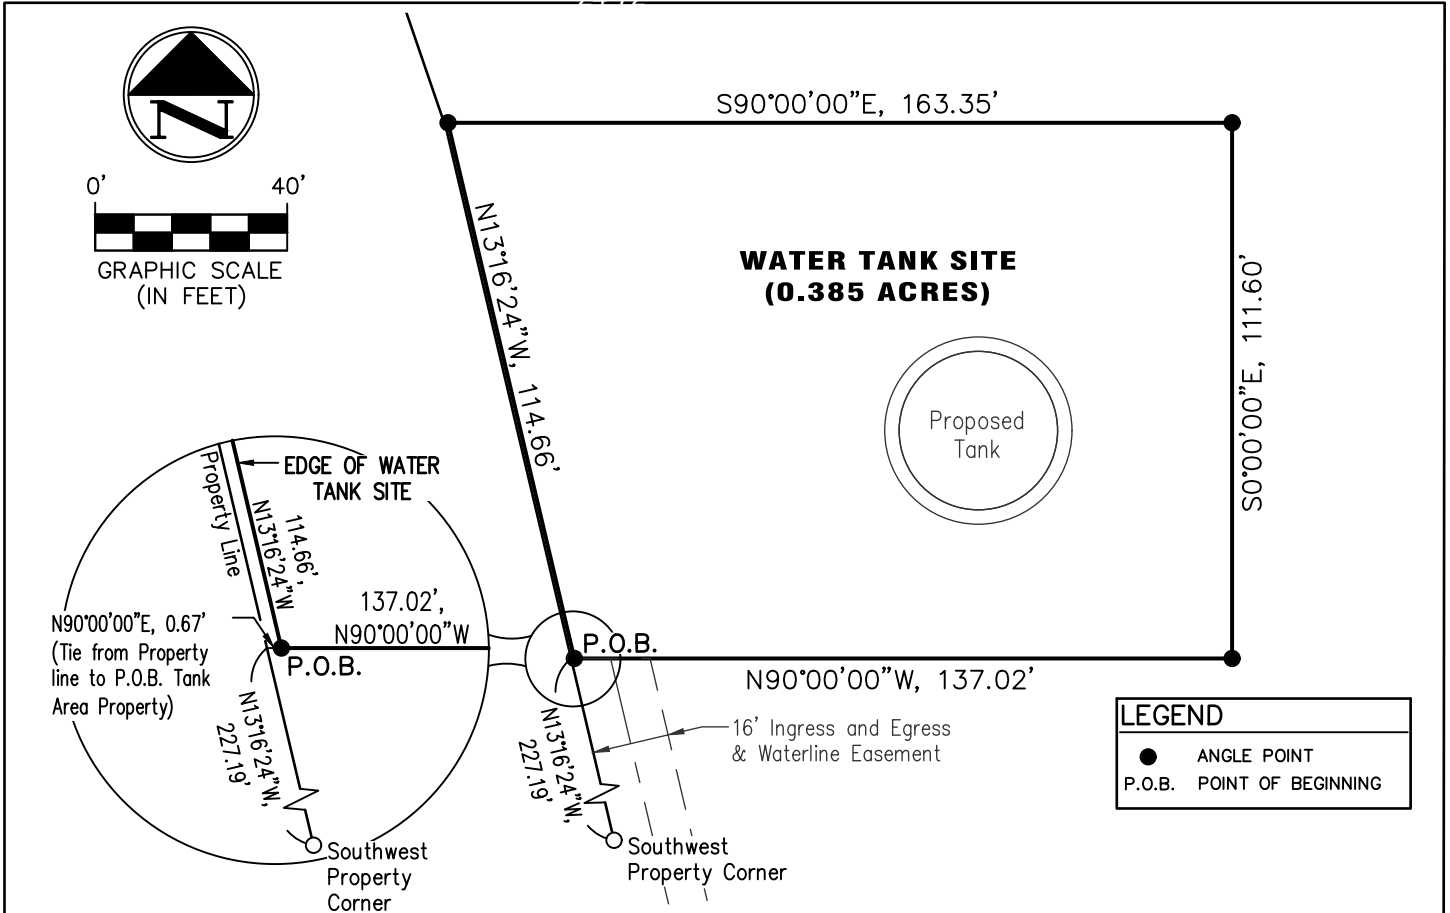 N
0' 40'
GRAPHIC SCALE
(IN FEET)
S90°00'00"E, 163.35'
N13°16'24"W, 114.66'
WATER TANK SITE
(0.385 ACRES)
S0°00'00"E, 111.60'
Proposed
Tank
EDGE OF WATER
TANK SITE
Property Line
114.66',
N13°16'24"W
N90°00'00"E, 0.67'
(Tie from Property
line to P.O.B. Tank
Area Property)
137.02',
N90°00'00"W
P.O.B.
N13°16'24"W,
227.19'
Southwest
Property
Corner
P.O.B.
N90°00'00"W, 137.02'
N13°16'24"W,
227.19'
16' Ingress and Egress
& Waterline Easement
Southwest
Property Corner
LEGEND
ANGLE POINT
P.O.B. POINT OF BEGINNING